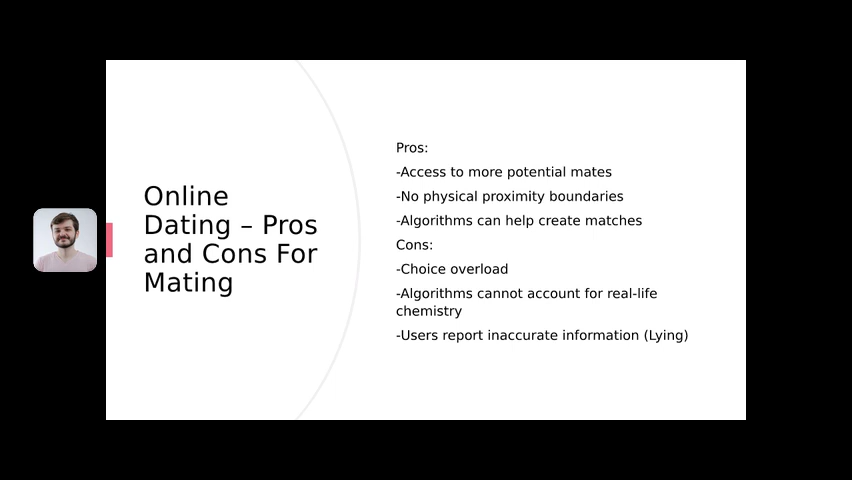 Online
Dating – Pros
and Cons For
Mating
Pros:
-Access to more potential mates
-No physical proximity boundaries
-Algorithms can help create matches
Cons:
-Choice overload
-Algorithms cannot account for real-life
chemistry
-Users report inaccurate information (Lying)